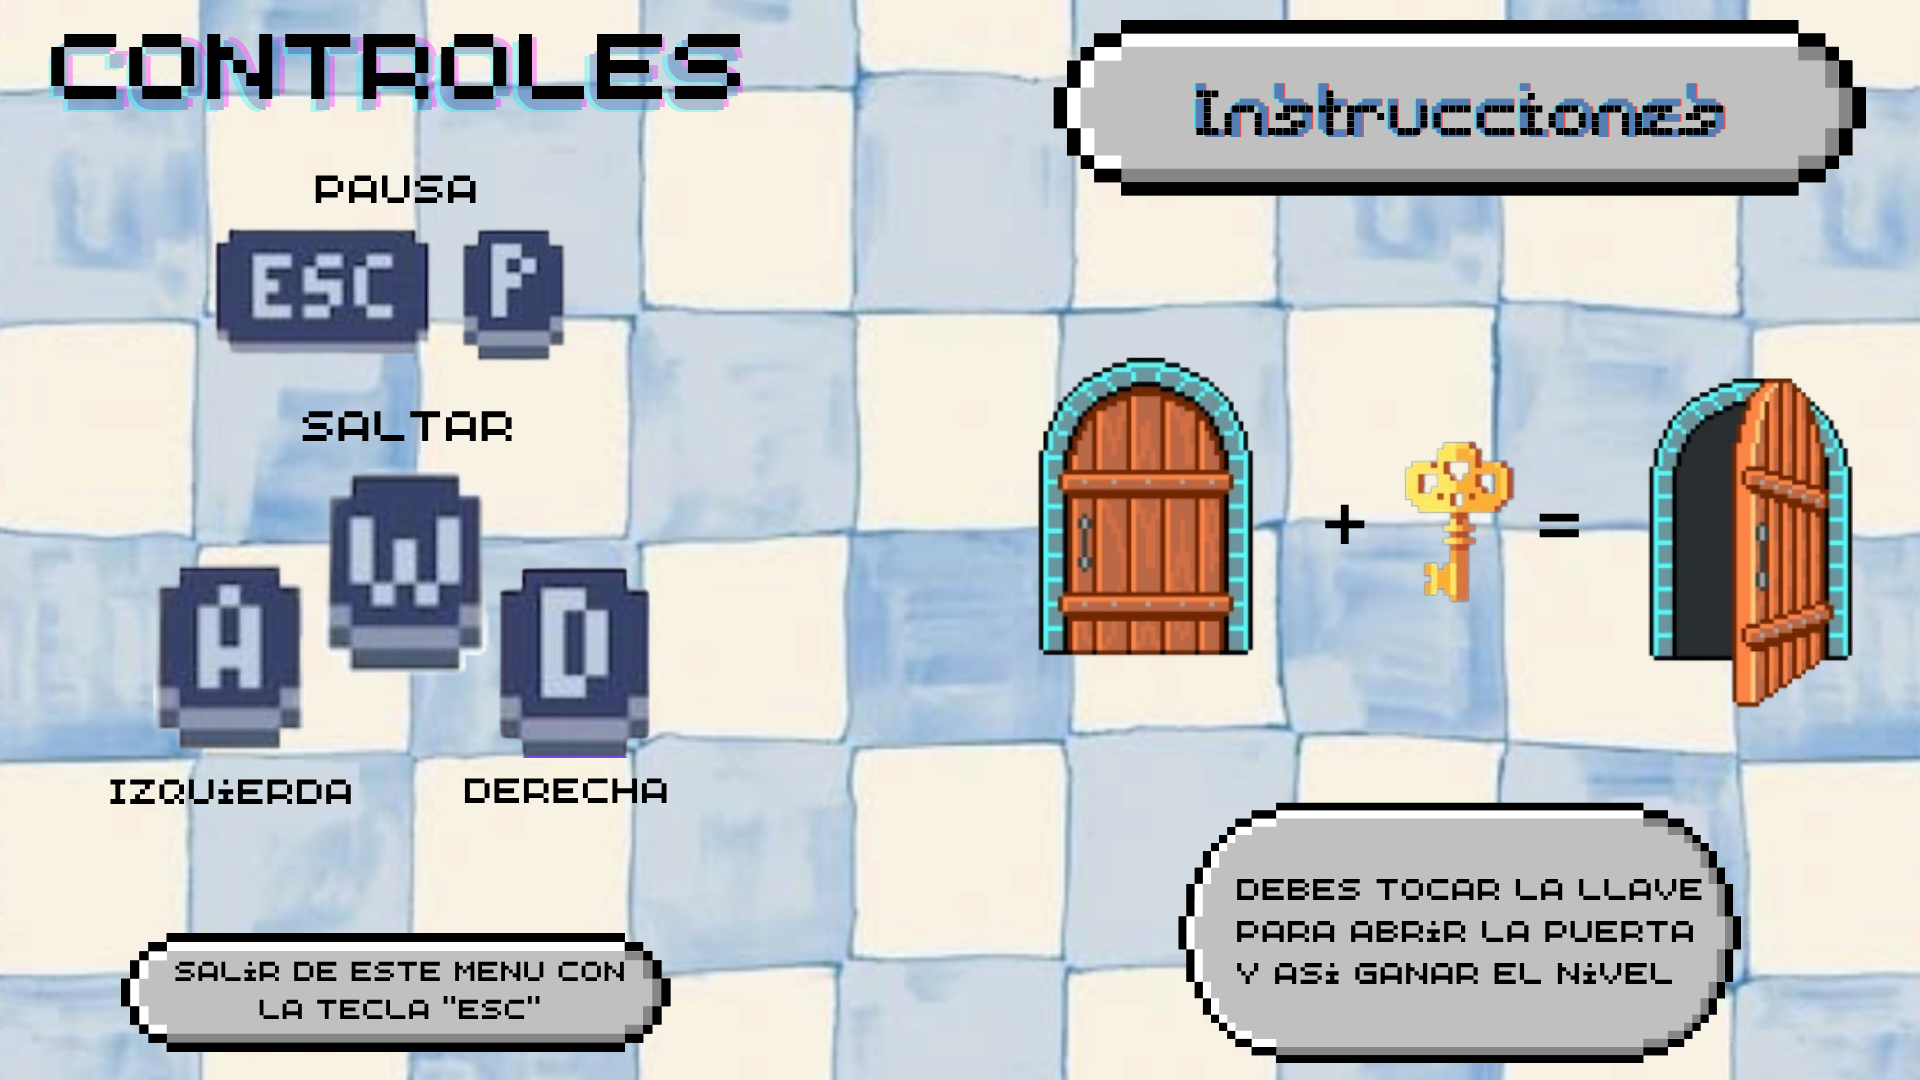 CONTROLES
PAUSA
ESC P
SALTAR
W
A D
IZQUiERDA DERECHA
SALiR DE ESTE MENU CON
LA TECLA "ESC"
Instrucciones
+ =
DEBES TOCAR LA LLAVE
PARA ABRiR LA PUERTA
Y ASi GANAR EL NiVEL